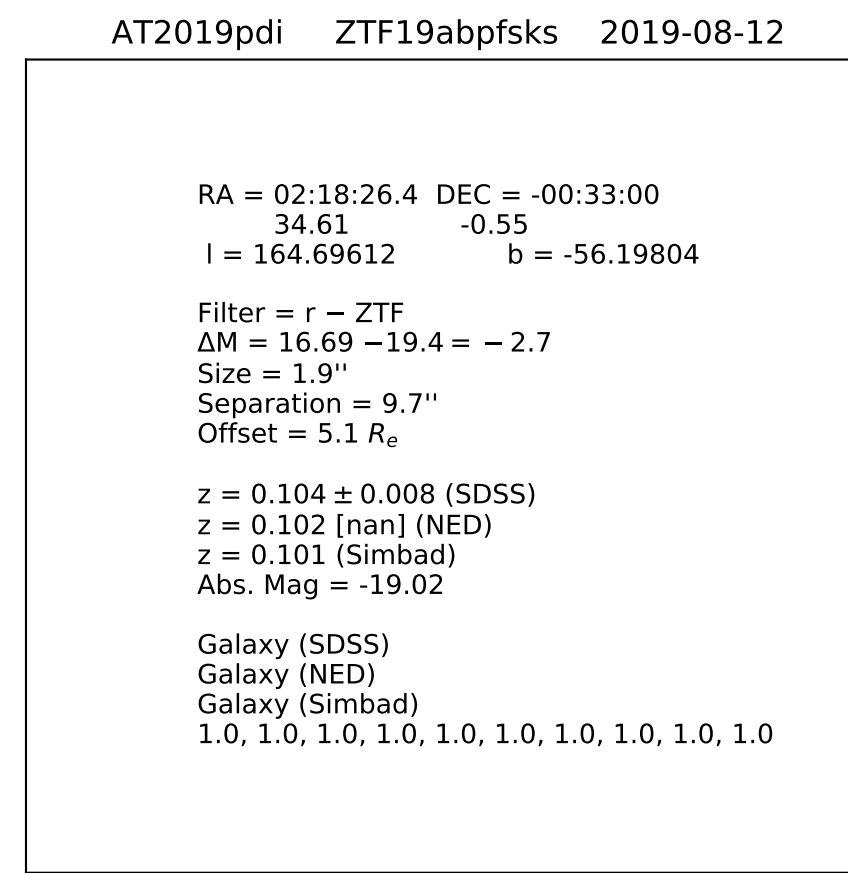 AT2019pdi ZTF19abpfsks 2019-08-12
RA = 02:18:26.4 DEC = -00:33:00
34.61 -0.55
l = 164.69612 b = -56.19804
Filter = r − ZTF
ΔM = 16.69 −19.4 = − 2.7
Size = 1.9''
Separation = 9.7''
Offset = 5.1 Re
z = 0.104 ± 0.008 (SDSS)
z = 0.102 [nan] (NED)
z = 0.101 (Simbad)
Abs. Mag = -19.02
Galaxy (SDSS)
Galaxy (NED)
Galaxy (Simbad)
1.0, 1.0, 1.0, 1.0, 1.0, 1.0, 1.0, 1.0, 1.0, 1.0